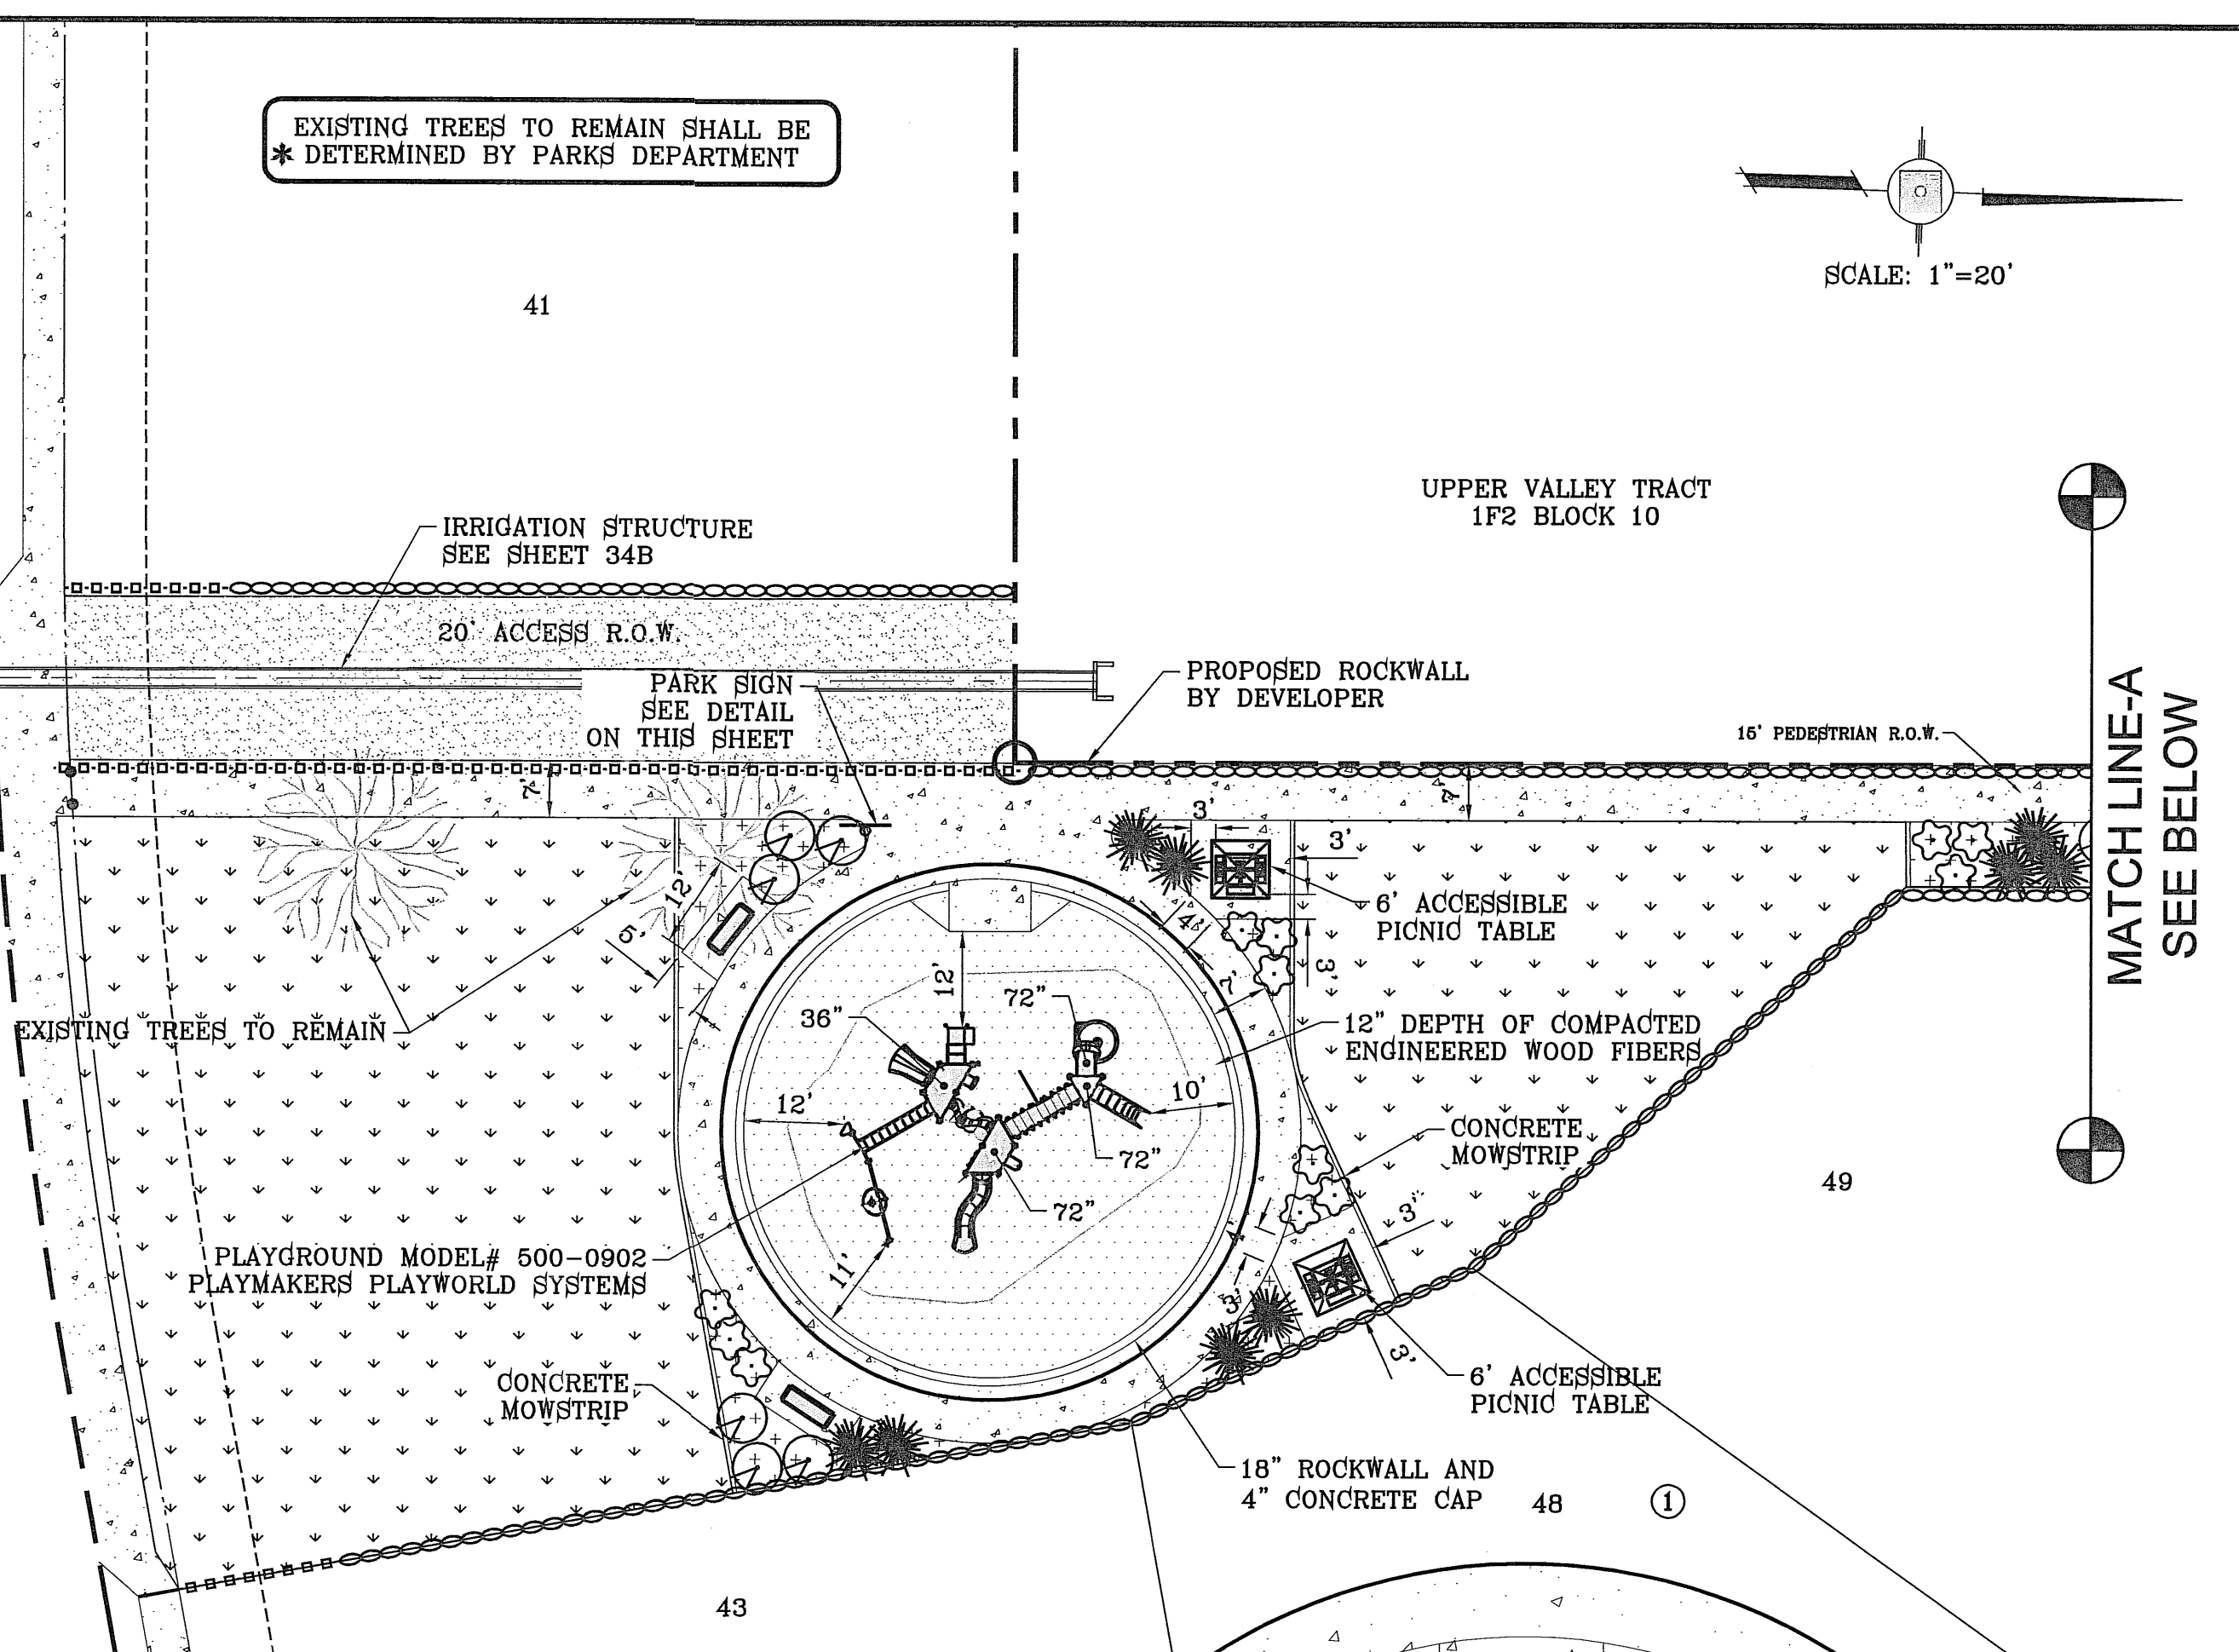 EXISTING TREES TO REMAIN SHALL BE
* DETERMINED BY PARKS DEPARTMENT
SCALE: 1"=20'
41
UPPER VALLEY TRACT
1F2 BLOCK 10
IRRIGATION STRUCTURE
SEE SHEET 34B
20' ACCESS R.O.W.
PARK SIGN
SEE DETAIL
ON THIS SHEET
PROPOSED ROCKWALL
BY DEVELOPER
15' PEDESTRIAN R.O.W.
MATCH LINE-A
SEE BELOW
7'
7'
3'
3'
12'
5'
6' ACCESSIBLE
PICNIC TABLE
4'
3'
7'
12'
72"
36"
EXISTING TREES TO REMAIN
12" DEPTH OF COMPACTED
ENGINEERED WOOD FIBERS
12'
10'
CONCRETE
MOWSTRIP
72"
49
72"
3"
4'
PLAYGROUND MODEL# 500-0902
PLAYMAKERS PLAYWORLD SYSTEMS
11'
3'
3'
CONCRETE
MOWSTRIP
6' ACCESSIBLE
PICNIC TABLE
18" ROCKWALL AND
4" CONCRETE CAP
48
1
43